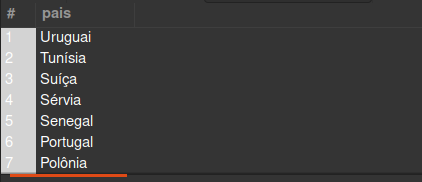 # pais
1 Uruguai
2 Tunísia
3 Suíça
4 Sérvia
5 Senegal
6 Portugal
7 Polônia